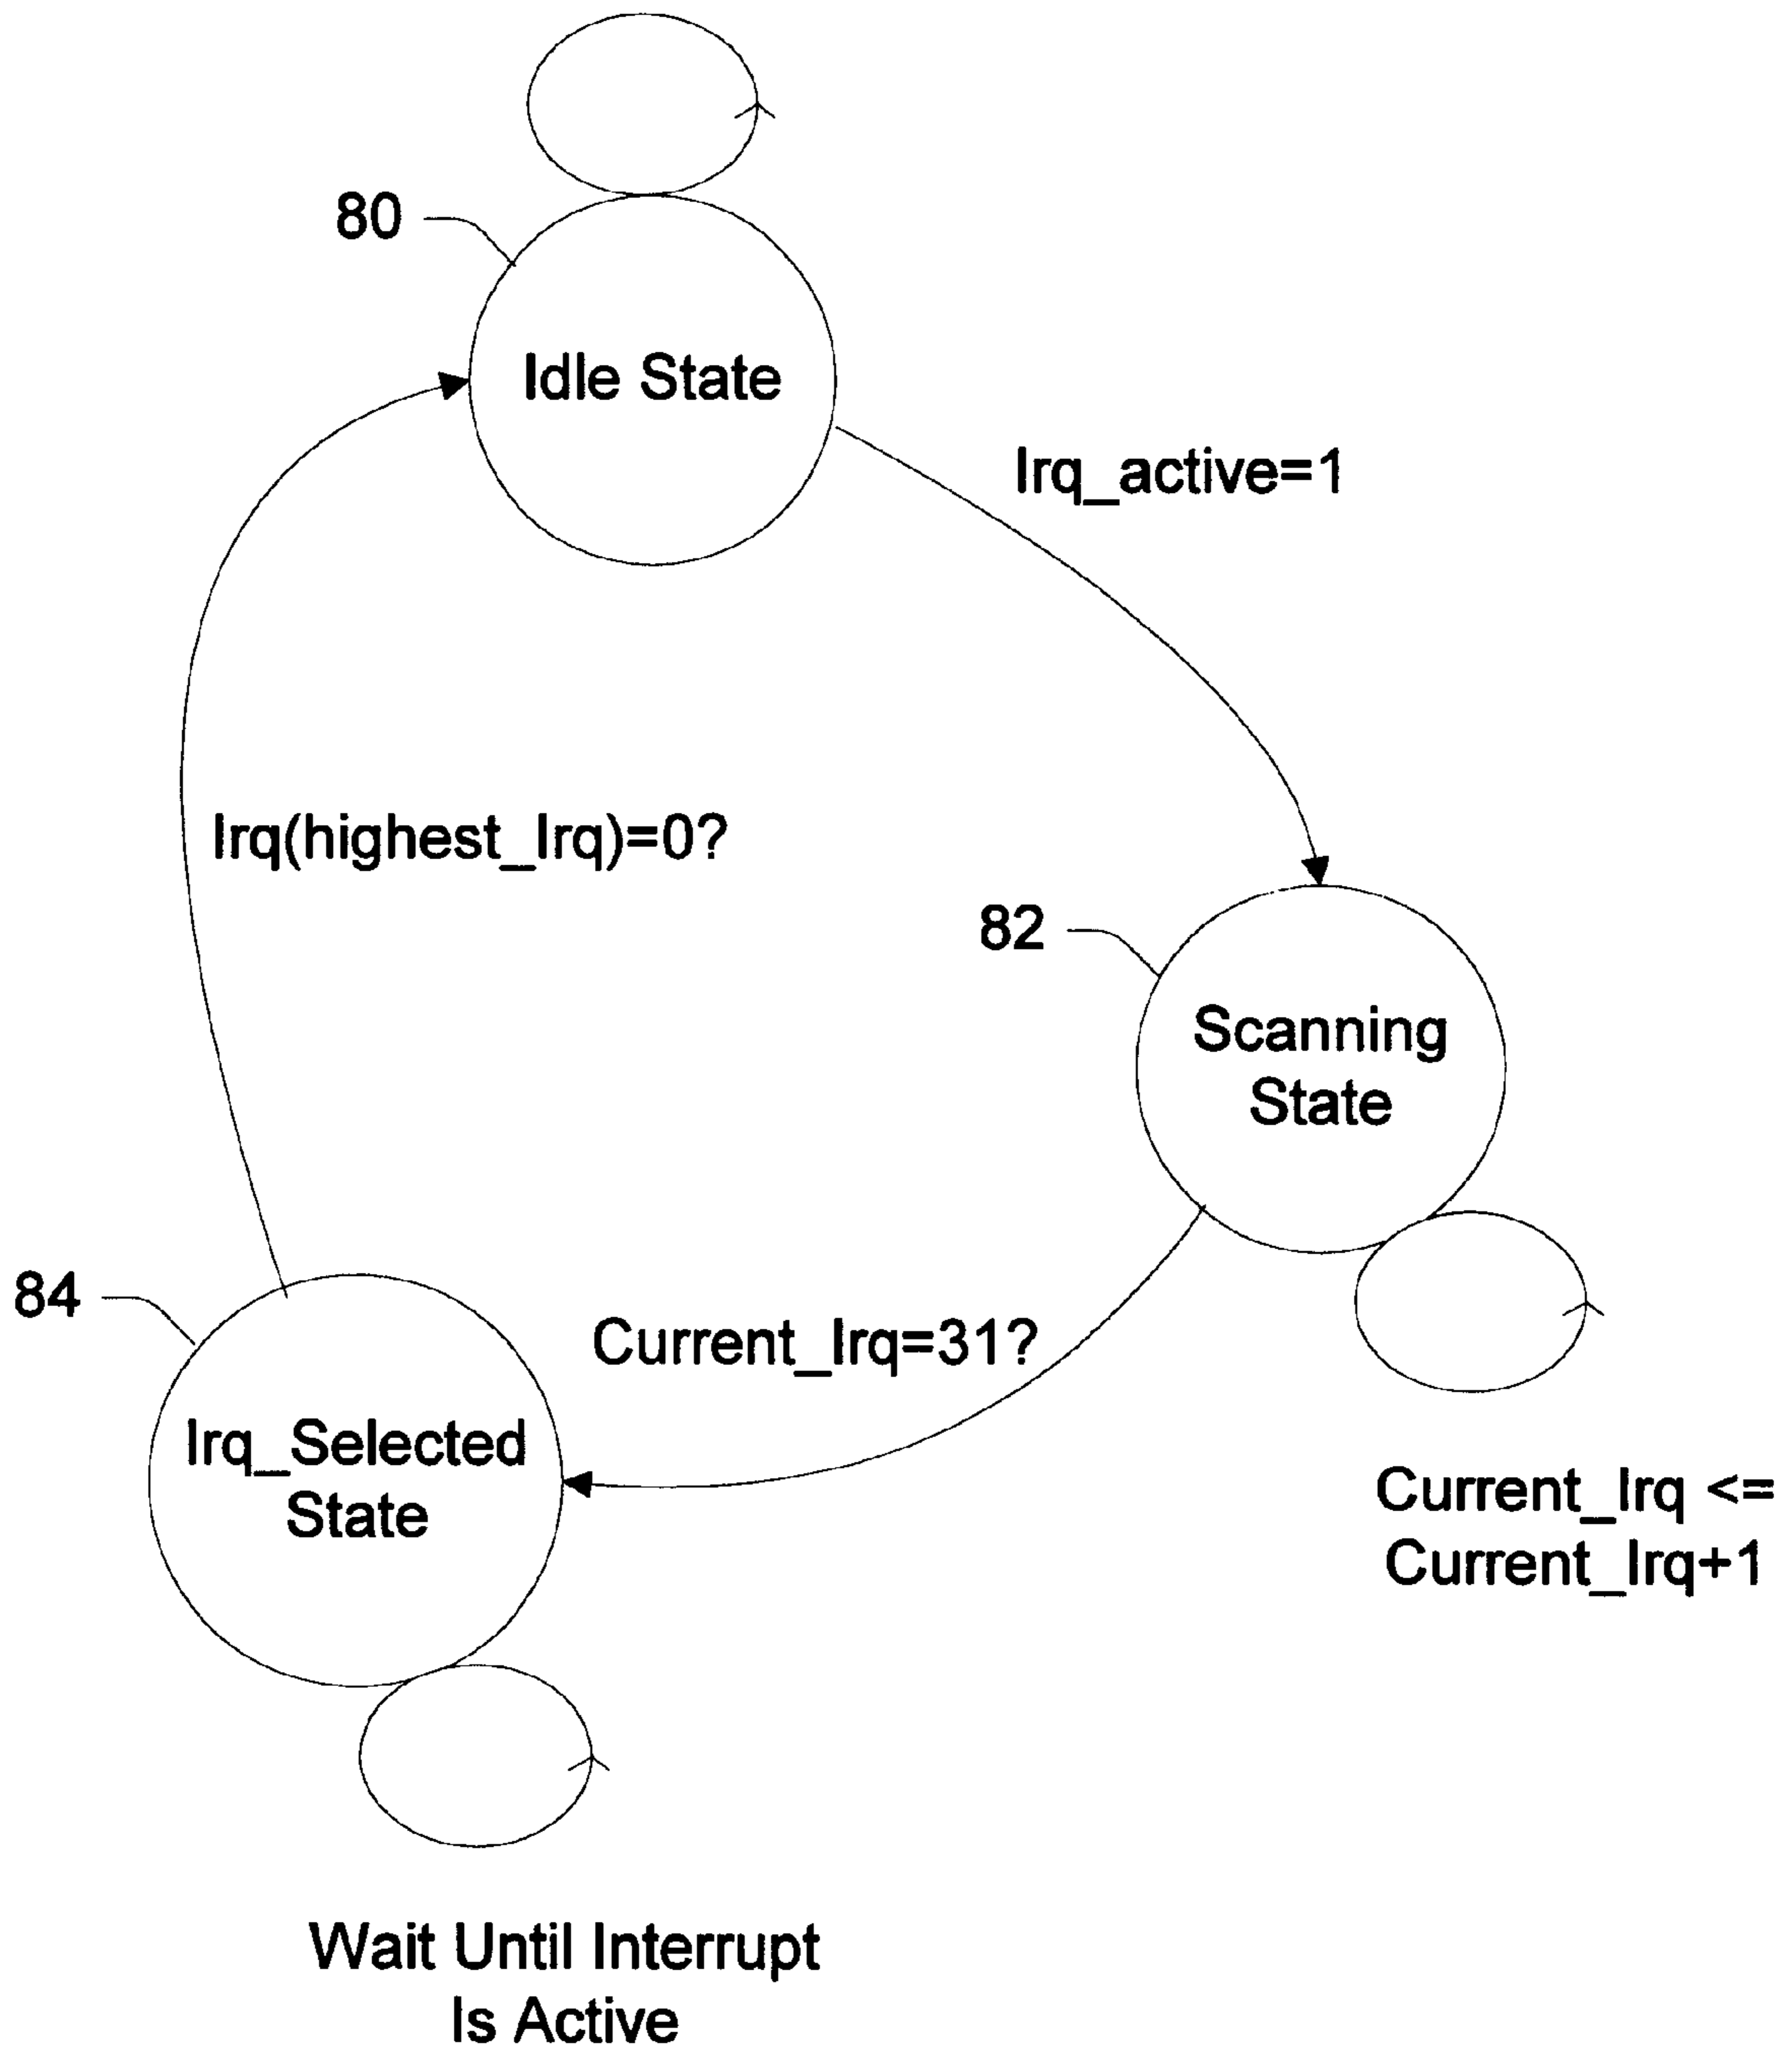 80
Idle State
Irq_active=1
Irq(highest_Irq)=0?
82
Scanning
State
84
Current_Irq=31?
Irq_Selected
State
Current_Irq <=
Current_Irq+1
Wait Until Interrupt
Is Active